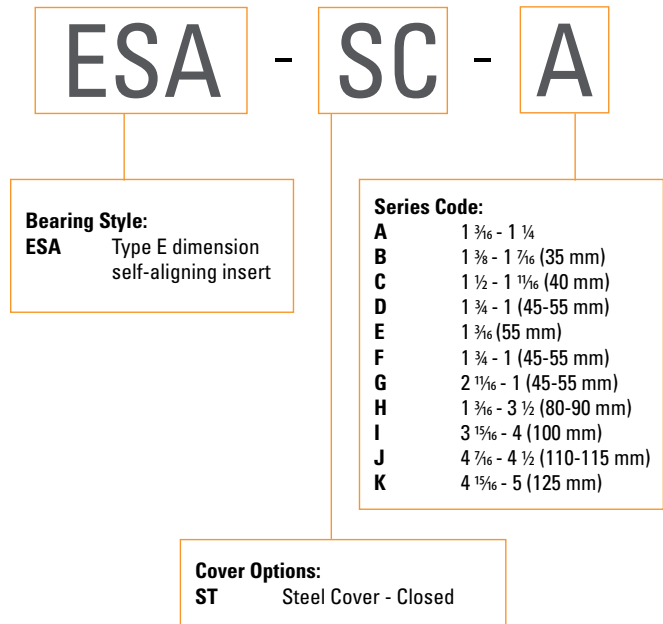 ESA - SC - A
Bearing Style:
ESA Type E dimension
self-aligning insert
Series Code:
A 1 ³⁄₁₆ - 1 ¼
B 1 ⅜ - 1 ⁷⁄₁₆ (35 mm)
C 1 ½ - 1 ¹¹⁄₁₆ (40 mm)
D 1 ¾ - 1 (45-55 mm)
E 1 ³⁄₁₆ (55 mm)
F 1 ¾ - 1 (45-55 mm)
G 2 ¹¹⁄₁₆ - 1 (45-55 mm)
H 1 ³⁄₁₆ - 3 ½ (80-90 mm)
I 3 ¹⁵⁄₁₆ - 4 (100 mm)
J 4 ⁷⁄₁₆ - 4 ½ (110-115 mm)
K 4 ¹⁵⁄₁₆ - 5 (125 mm)
Cover Options:
ST Steel Cover - Closed